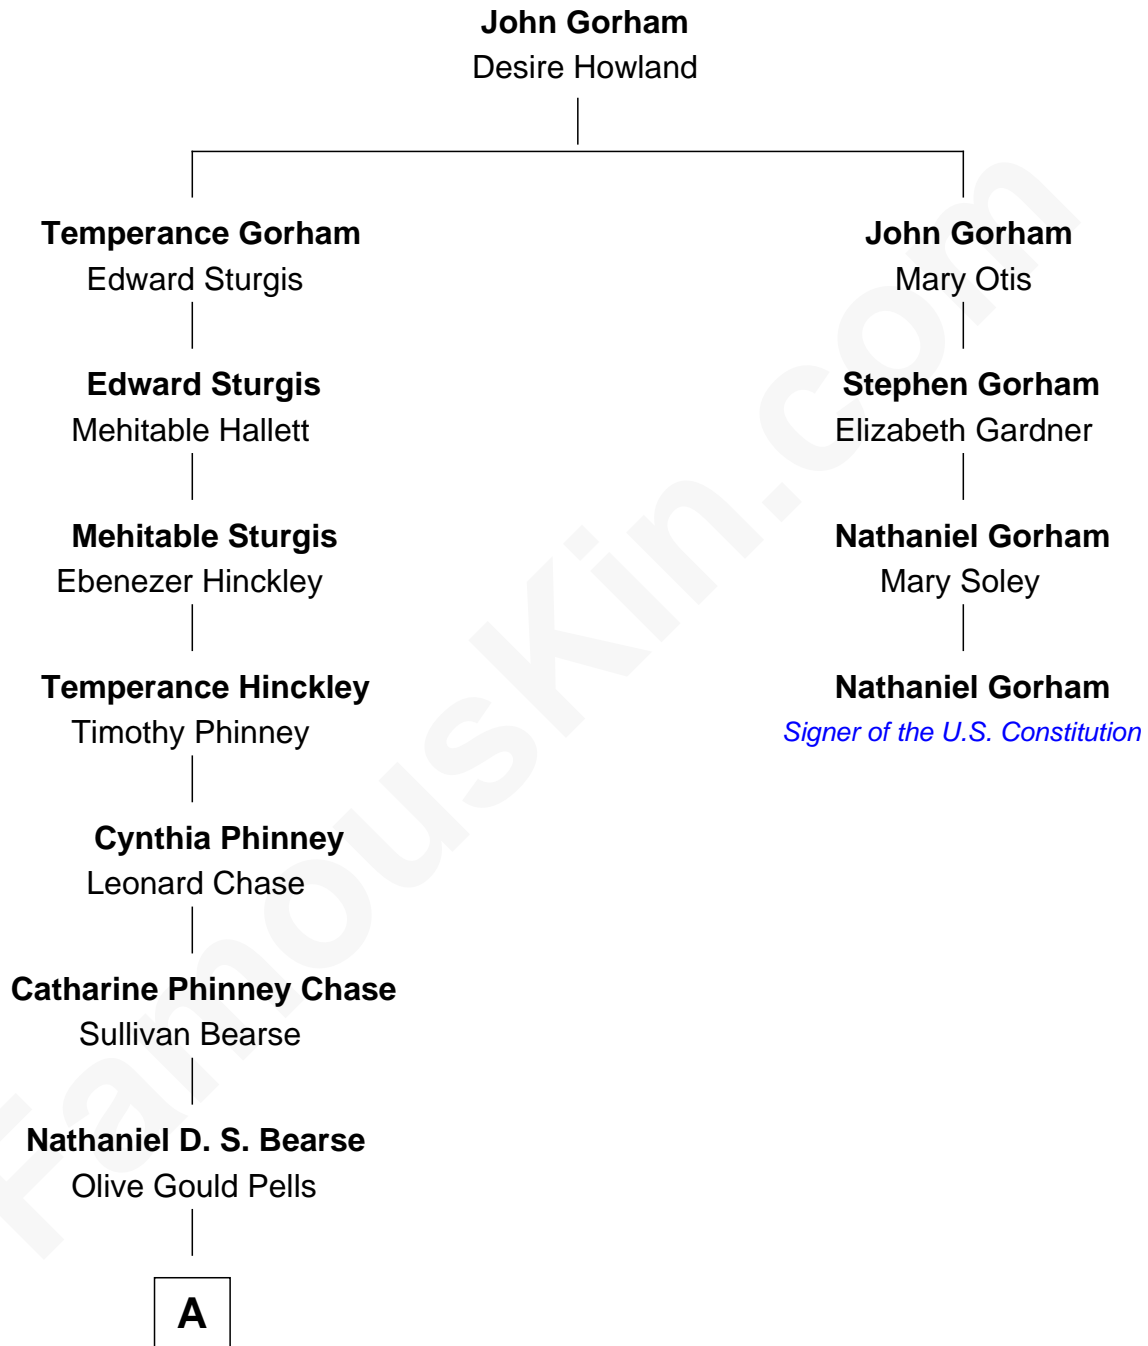 John Gorham
Desire Howland
Temperance Gorham
Edward Sturgis
John Gorham
Mary Otis
Edward Sturgis
Mehitable Hallett
Stephen Gorham
Elizabeth Gardner
Mehitable Sturgis
Ebenezer Hinckley
Nathaniel Gorham
Mary Soley
Temperance Hinckley
Timothy Phinney
Nathaniel Gorham
Signer of the U.S. Constitution
Cynthia Phinney
Leonard Chase
Catharine Phinney Chase
Sullivan Bearse
Nathaniel D. S. Bearse
Olive Gould Pells
A
FamousKin.com